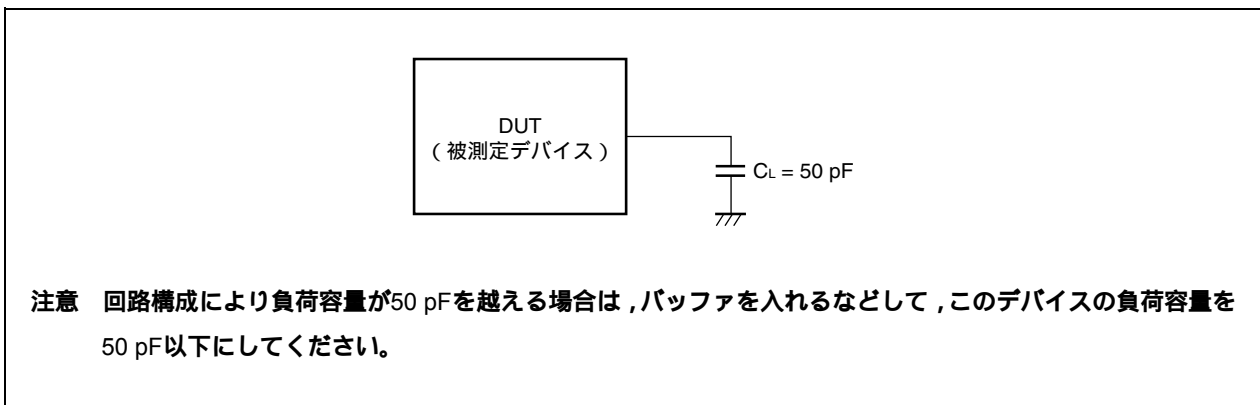 DUT
（被測定デバイス）
CL = 50 pF
注意　回路構成により負荷容量が50 pFを越える場合は，バッファを入れるなどして，このデバイスの負荷容量を
50 pF以下にしてください。